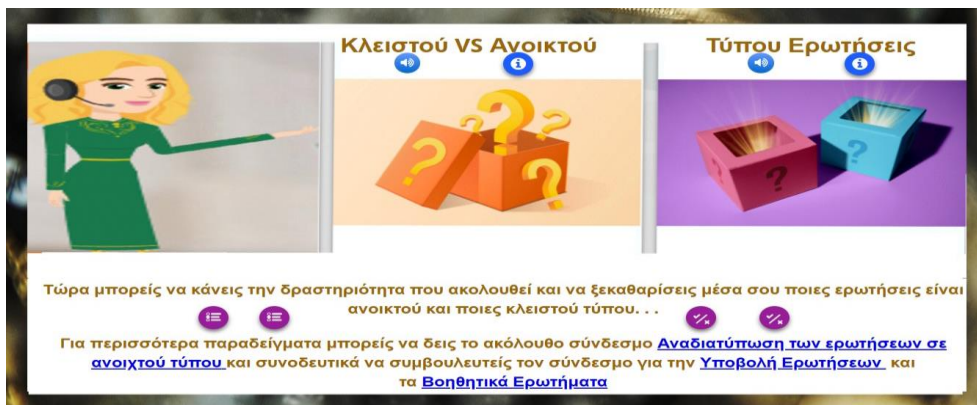 Κλειστού VS Ανοικτού
Τύπου Ερωτήσεις
Τώρα μπορείς να κάνεις την δραστηριότητα που ακολουθεί και να ξεκαθαρίσεις μέσα σου ποιες ερωτήσεις είναι
ανοικτού και ποιες κλειστού τύπου. . .
Για περισσότερα παραδείγματα μπορείς να δεις το ακόλουθο σύνδεσμο Αναδιατύπωση των ερωτήσεων σε
ανοιχτού τύπου και συνοδευτικά να συμβουλευτείς τον σύνδεσμο για την Υποβολή Ερωτήσεων και
τα Βοηθητικά Ερωτήματα